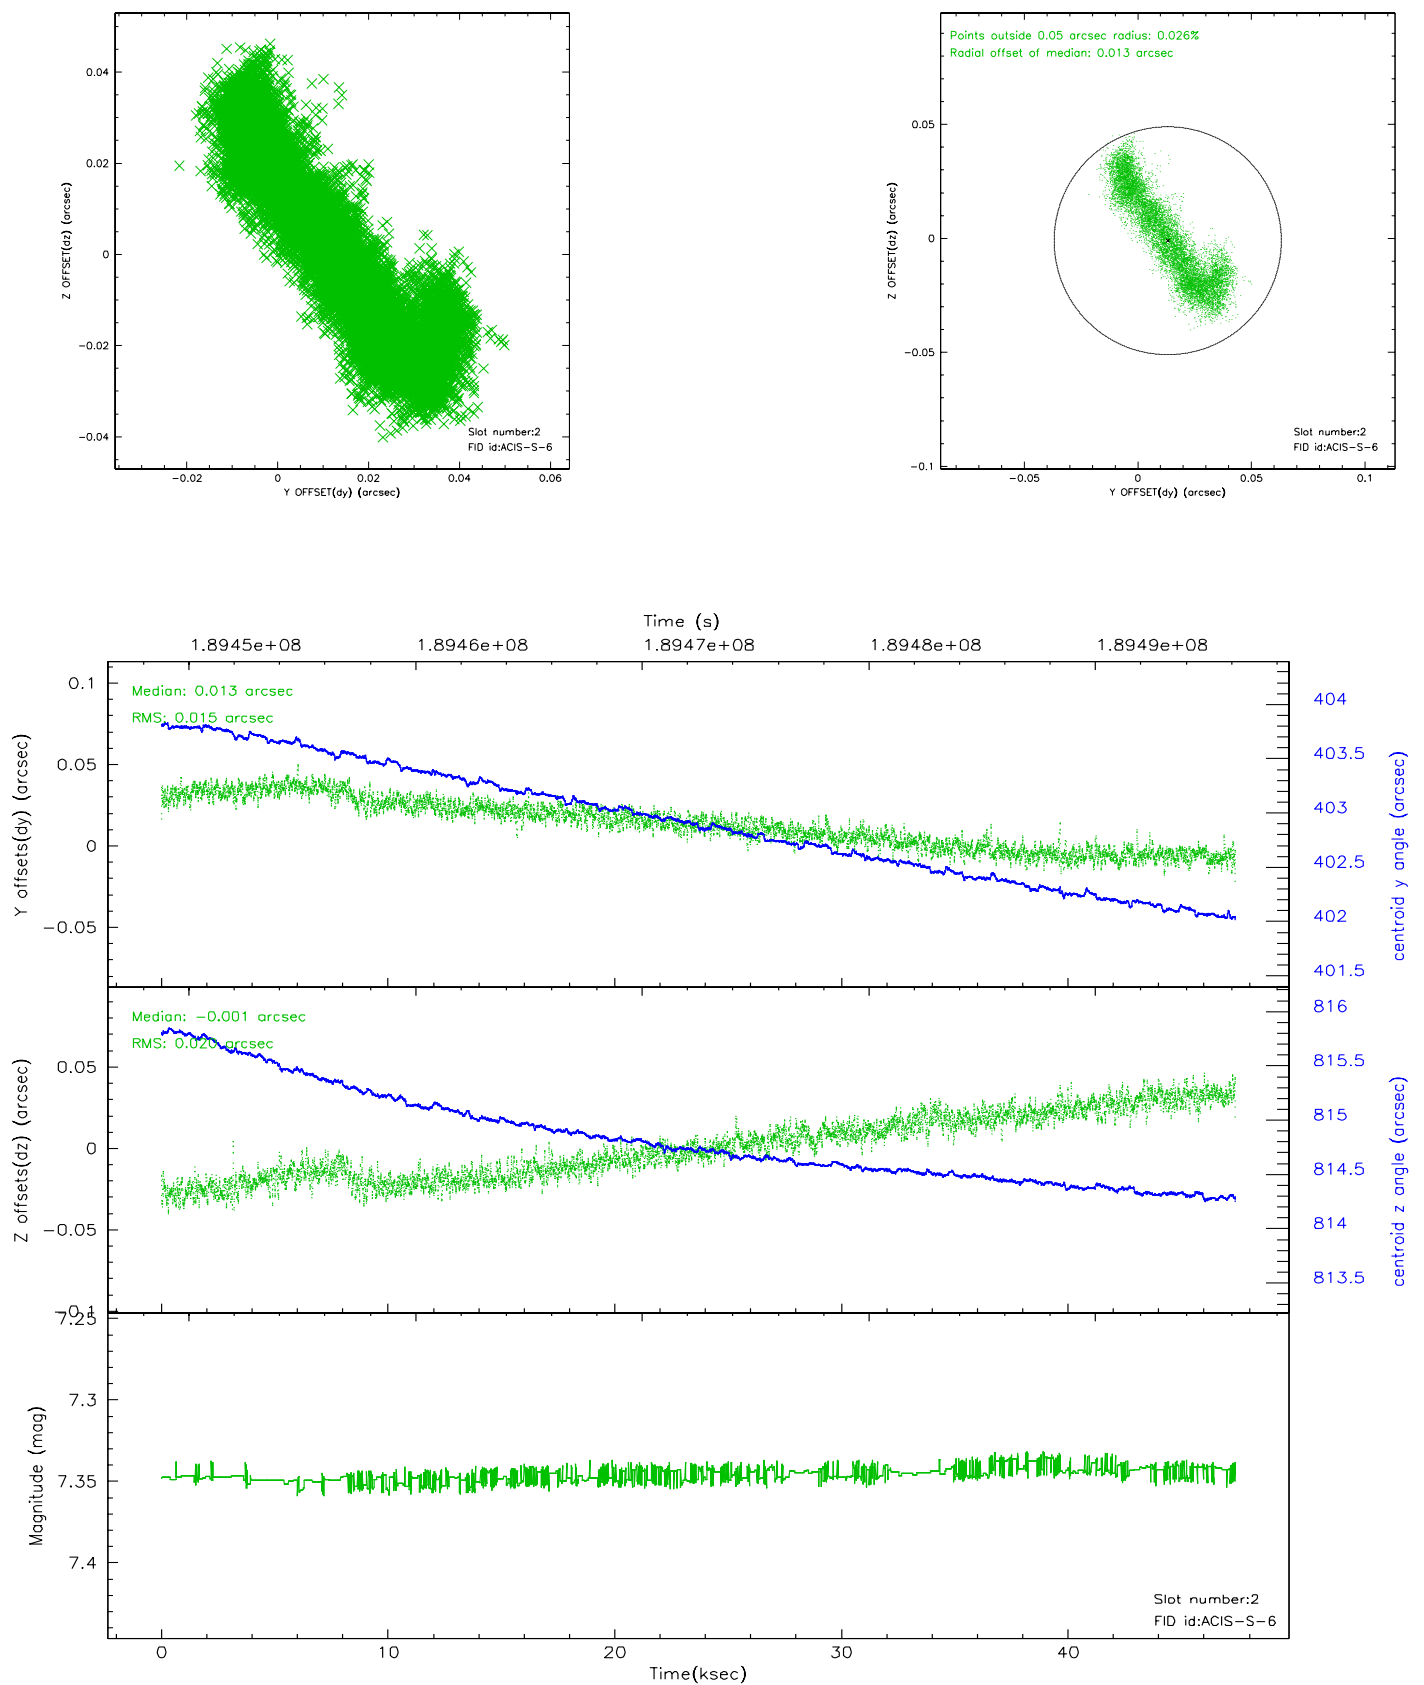 0.04
0.02
0
−0.02
−0.04
Z OFFSET(dz) (arcsec)
Slot number:2
FID id:ACIS−S−6
−0.02 0 0.02 0.04 0.06
Y OFFSET(dy) (arcsec)
Points outside 0.05 arcsec radius: 0.026%
Radial offset of median: 0.013 arcsec
0.05
0
−0.05
−0.1
Z OFFSET(dz) (arcsec)
Slot number:2
FID id:ACIS−S−6
−0.05 0 0.05 0.1
Y OFFSET(dy) (arcsec)
Time (s)
1.8945e+08 1.8946e+08 1.8947e+08 1.8948e+08 1.8949e+08
Median: 0.013 arcsec
RMS: 0.015 arcsec
0.1
0.05
0
−0.05
Y offsets(dy) (arcsec)
404
403.5
403
402.5
402
401.5
centroid y angle (arcsec)
Median: −0.001 arcsec
RMS: 0.020 arcsec
0.05
0
−0.05
−0.1
Z offsets(dz) (arcsec)
816
815.5
815
814.5
814
813.5
centroid z angle (arcsec)
7.25
7.3
7.35
7.4
Magnitude (mag)
Slot number:2
FID id:ACIS−S−6
0 10 20 30 40
Time(ksec)